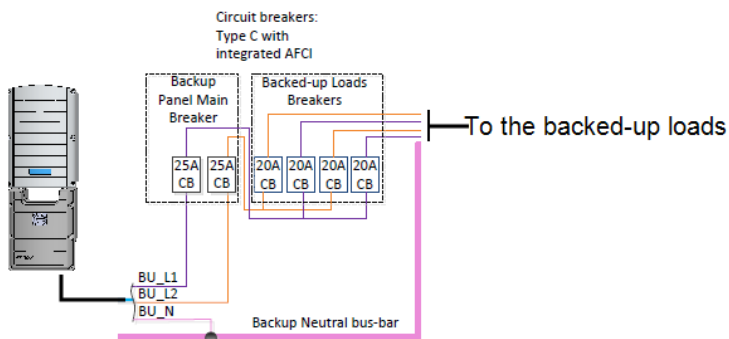 Circuit breakers:
Type C with
integrated AFCI
Backup
Panel Main
Breaker
Backed-up Loads
Breakers
To the backed-up loads
25A
CB
25A
CB
20A
CB
20A
CB
20A
CB
20A
CB
BU_L1
BU_L2
BU_N
Backup Neutral bus-bar